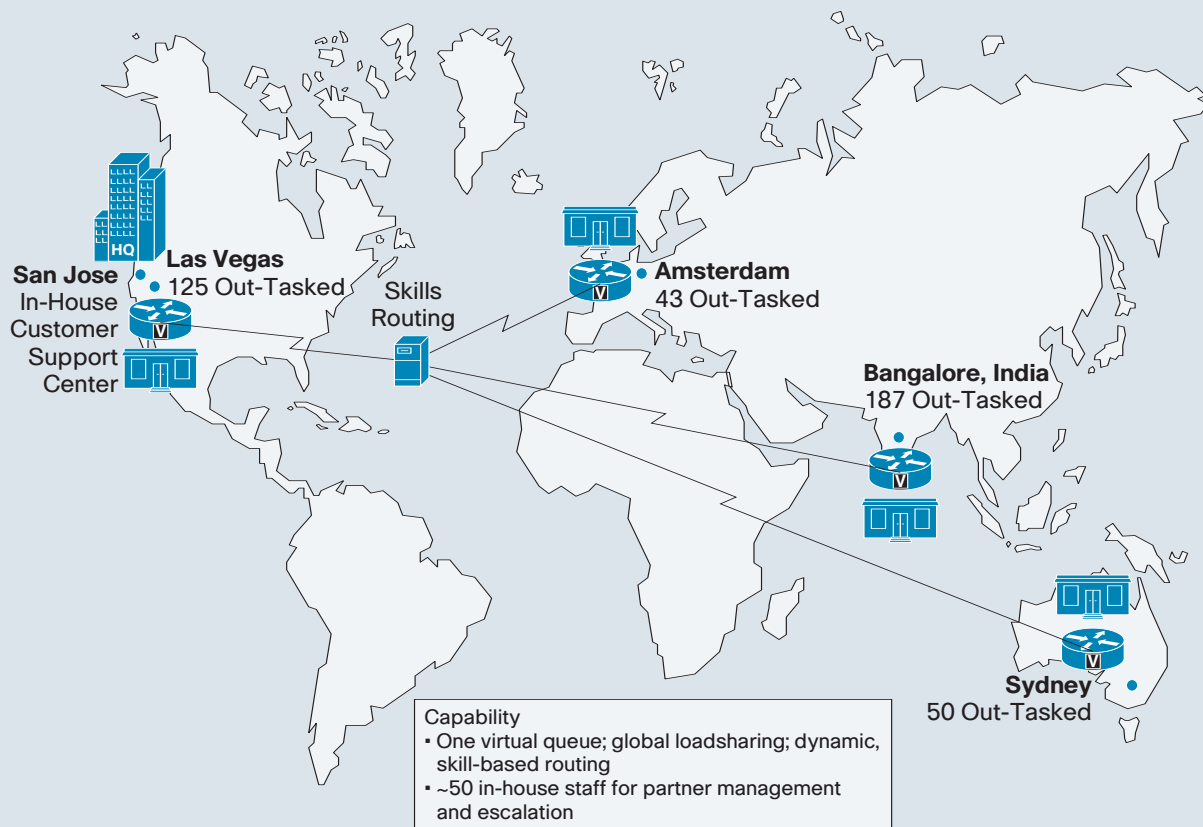 HQ
San Jose
In-House
Customer
Support
Center
Las Vegas
125 Out-Tasked
V
Skills
Routing
V
Amsterdam
43 Out-Tasked
Bangalore, India
187 Out-Tasked
V
V
Sydney
50 Out-Tasked
Capability
▪ One virtual queue; global loadsharing; dynamic,
skill-based routing
▪ ~50 in-house staff for partner management
and escalation